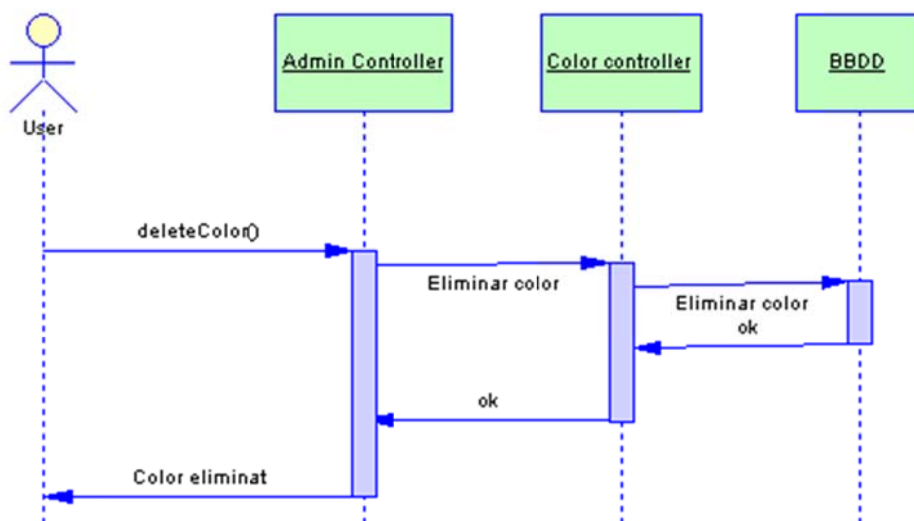 Admin Controller
Color controller
BBDD
User
deleteColor()
Eliminar color
Eliminar color
ok
ok
Color eliminat